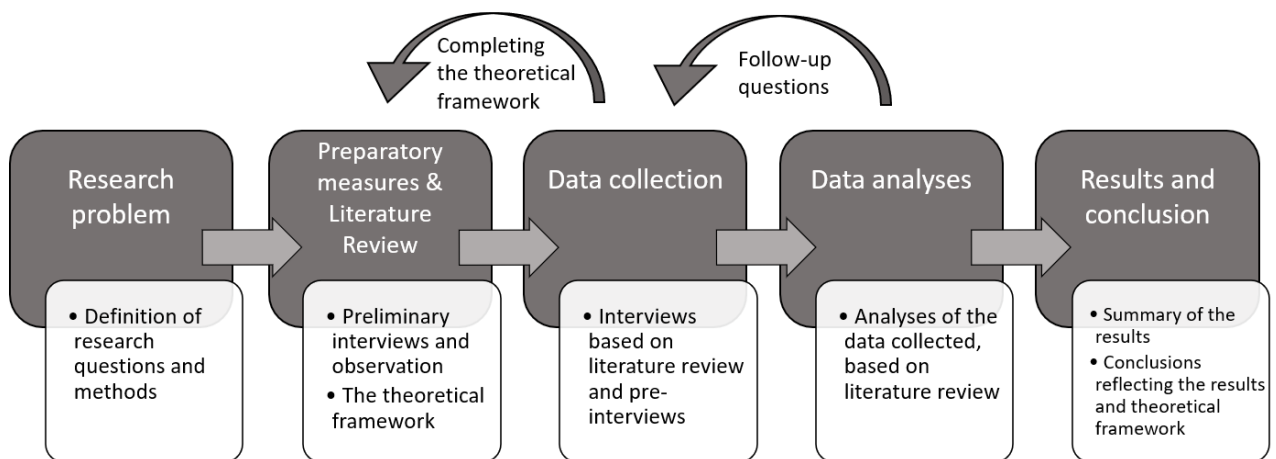 Completing
the theoretical
framework
Follow-up
questions
Research
problem
• Definition of
research
questions and
methods
Preparatory
measures &
Literature
Review
• Preliminary
interviews and
observation
• The theoretical
framework
Data collection
• Interviews
based on
literature review
and pre-
interviews
Data analyses
• Analyses of the
data collected,
based on
literature review
Results and
conclusion
• Summary of the
results
• Conclusions
reflecting the results
and theoretical
framework